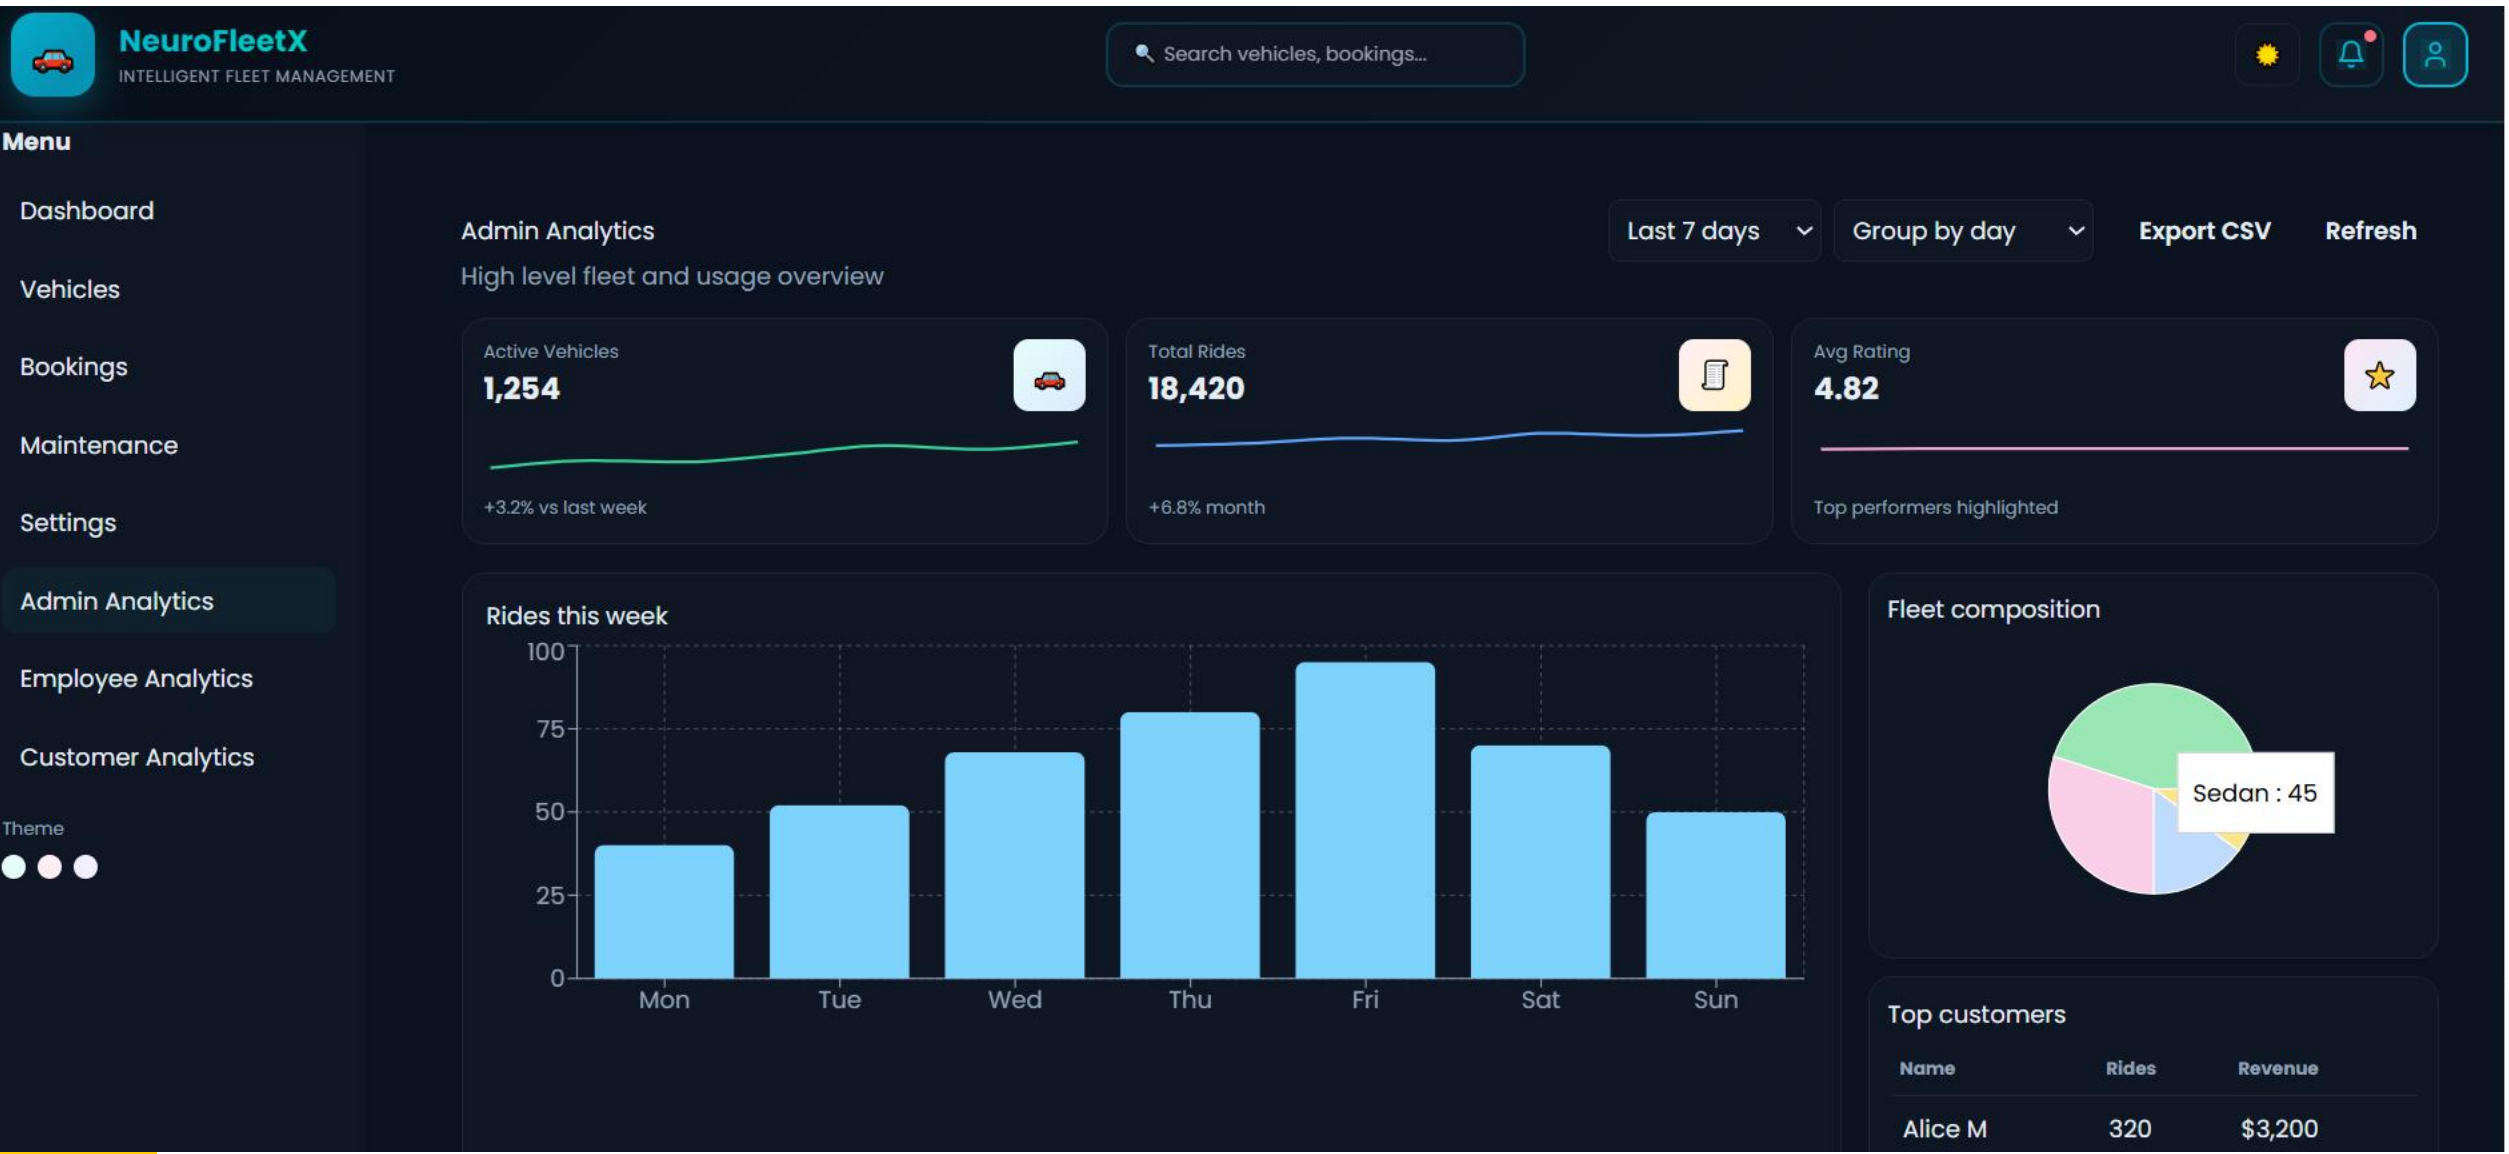 NeuroFleetX
INTELLIGENT FLEET MANAGEMENT
Search vehicles, bookings...
Menu
Dashboard
Vehicles
Bookings
Maintenance
Settings
Admin Analytics
Employee Analytics
Customer Analytics
Theme
Admin Analytics
High level fleet and usage overview
Last 7 days
Group by day
Export CSV
Refresh
Active Vehicles
1,254
+3.2% vs last week
Total Rides
18,420
+6.8% month
Avg Rating
4.82
Top performers highlighted
Rides this week
100
75
50
25
0
Mon Tue Wed Thu Fri Sat Sun
Fleet composition
Sedan : 45
Top customers
Name Rides Revenue
Alice M 320 $3,200